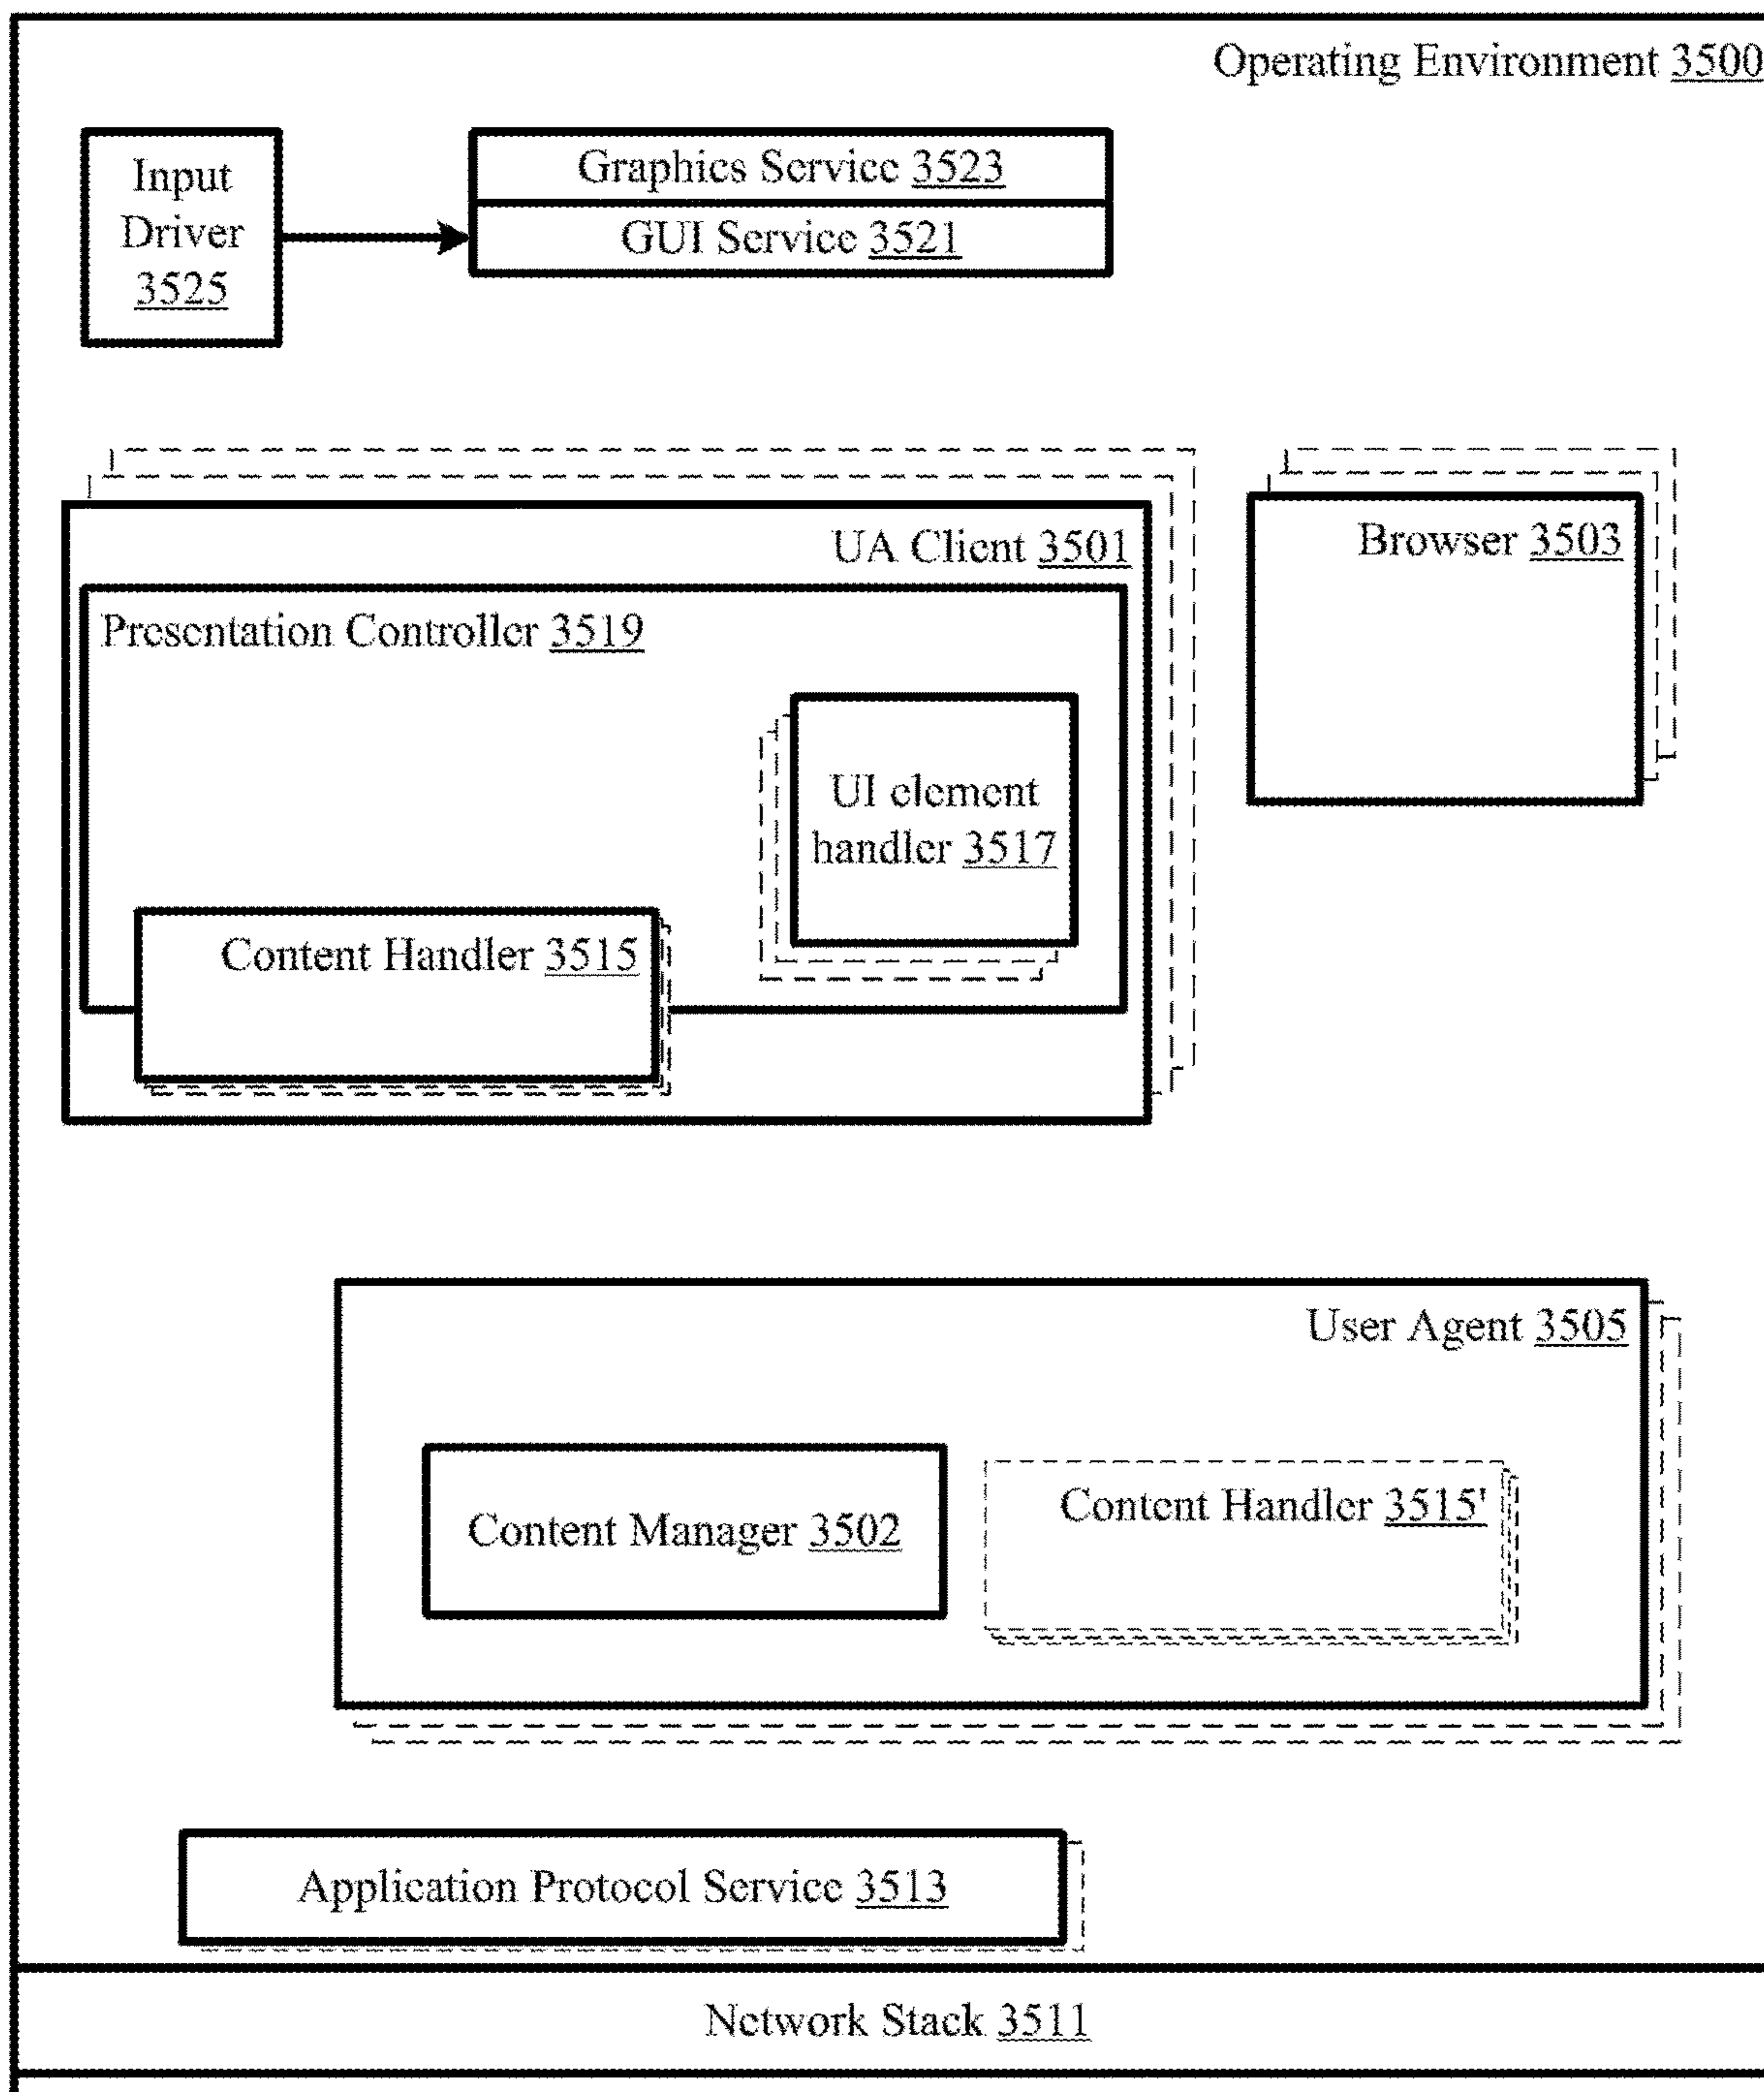 Operating Environment 3500
Input
Driver
3525
Graphics Service 3523
GUI Service 3521
UA Client 3501
Browser 3503
Presentation Controller 3519
UI element
handler 3517
Content Handler 3515
User Agent 3505
Content Manager 3502
Content Handler 3515'
Application Protocol Service 3513
Network Stack 3511